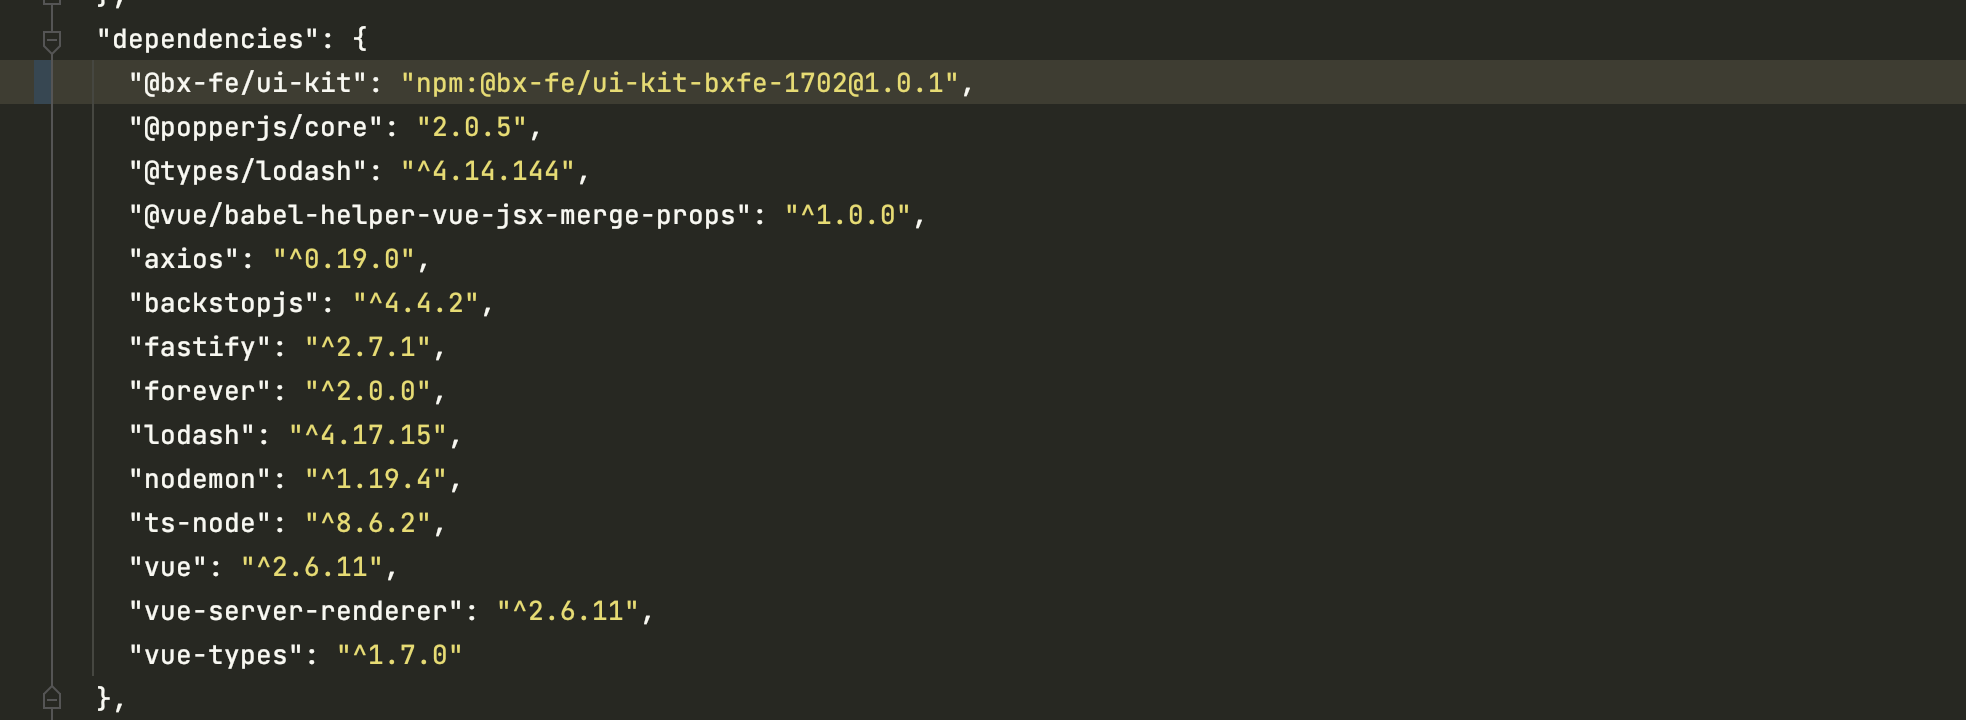 },
"dependencies": {
"@bx-fe/ui-kit": "npm:@bx-fe/ui-kit-bxfe-1702@1.0.1",
"@popperjs/core": "2.0.5",
"@types/lodash": "^4.14.144",
"@vue/babel-helper-vue-jsx-merge-props": "^1.0.0",
"axios": "^0.19.0",
"backstopjs": "^4.4.2",
"fastify": "^2.7.1",
"forever": "^2.0.0",
"lodash": "^4.17.15",
"nodemon": "^1.19.4",
"ts-node": "^8.6.2",
"vue": "^2.6.11",
"vue-server-renderer": "^2.6.11",
"vue-types": "^1.7.0"
},